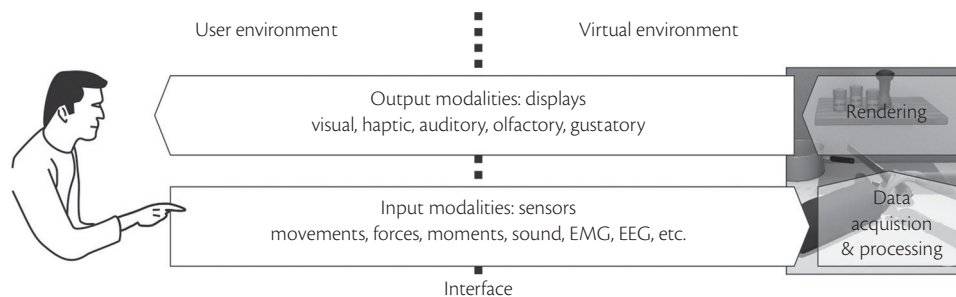 User environment
Virtual environment
Output modalities: displays
visual, haptic, auditory, olfactory, gustatory
Rendering
Input modalities: sensors
movements, forces, moments, sound, EMG, EEG, etc.
Data
acquistion
& processing
Interface